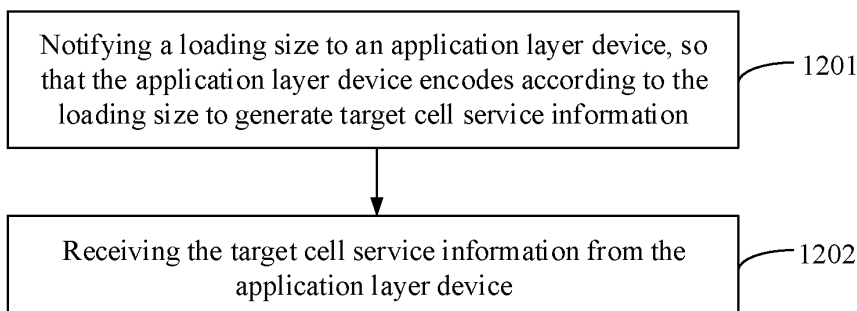 Notifying a loading size to an application layer device, so
that the application layer device encodes according to the
loading size to generate target cell service information
1201
Receiving the target cell service information from the
application layer device
1202